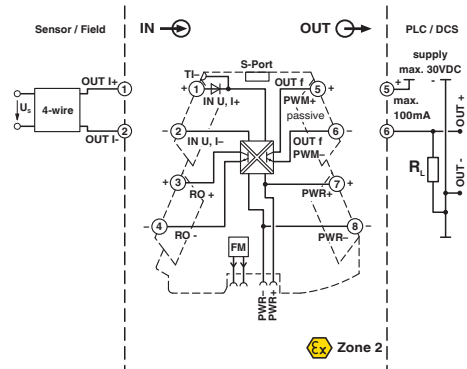 Sensor / Field
IN
OUT
PLC / DCS
S-Port
supply
max. 30VDC
TI-
OUT f
OUT I+
1
+
1
5
+
5
+
-
IN U, I+
PWM+
max.
100mA
Us
4-wire
passive
OUT +
2
-
2
6
-
6
OUT I-
IN U, I-
OUT f
PWM-
+
3
7
+
RL
RO +
PWR+
OUT -
-
4
8
-
RO -
PWR-
FM
PWR-
PWR+
Ex
Zone 2